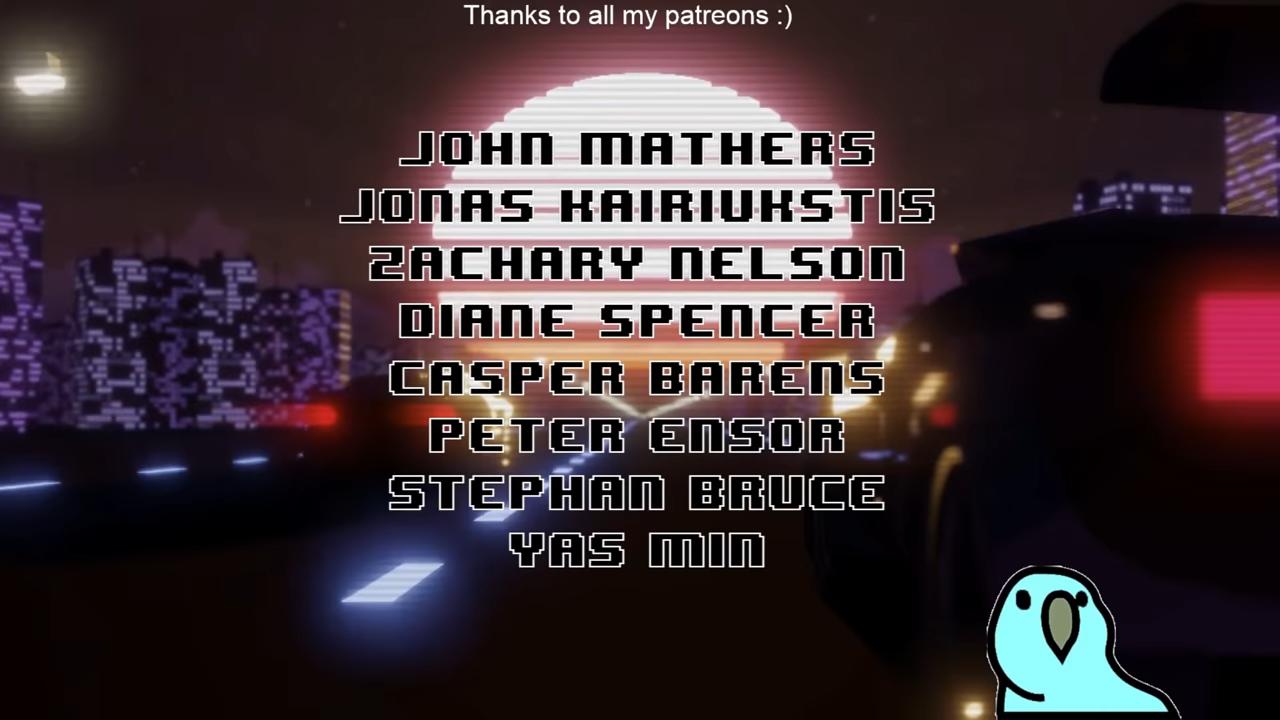 Thanks to all my patreons :)
JOHN MATHERS
JONAS KAIRIUKSTIS
ZACHARY NELSON
DIANE SPENCER
CASPER BARENS
PETER ENSOR
STEPHAN BRUCE
YAS MIN